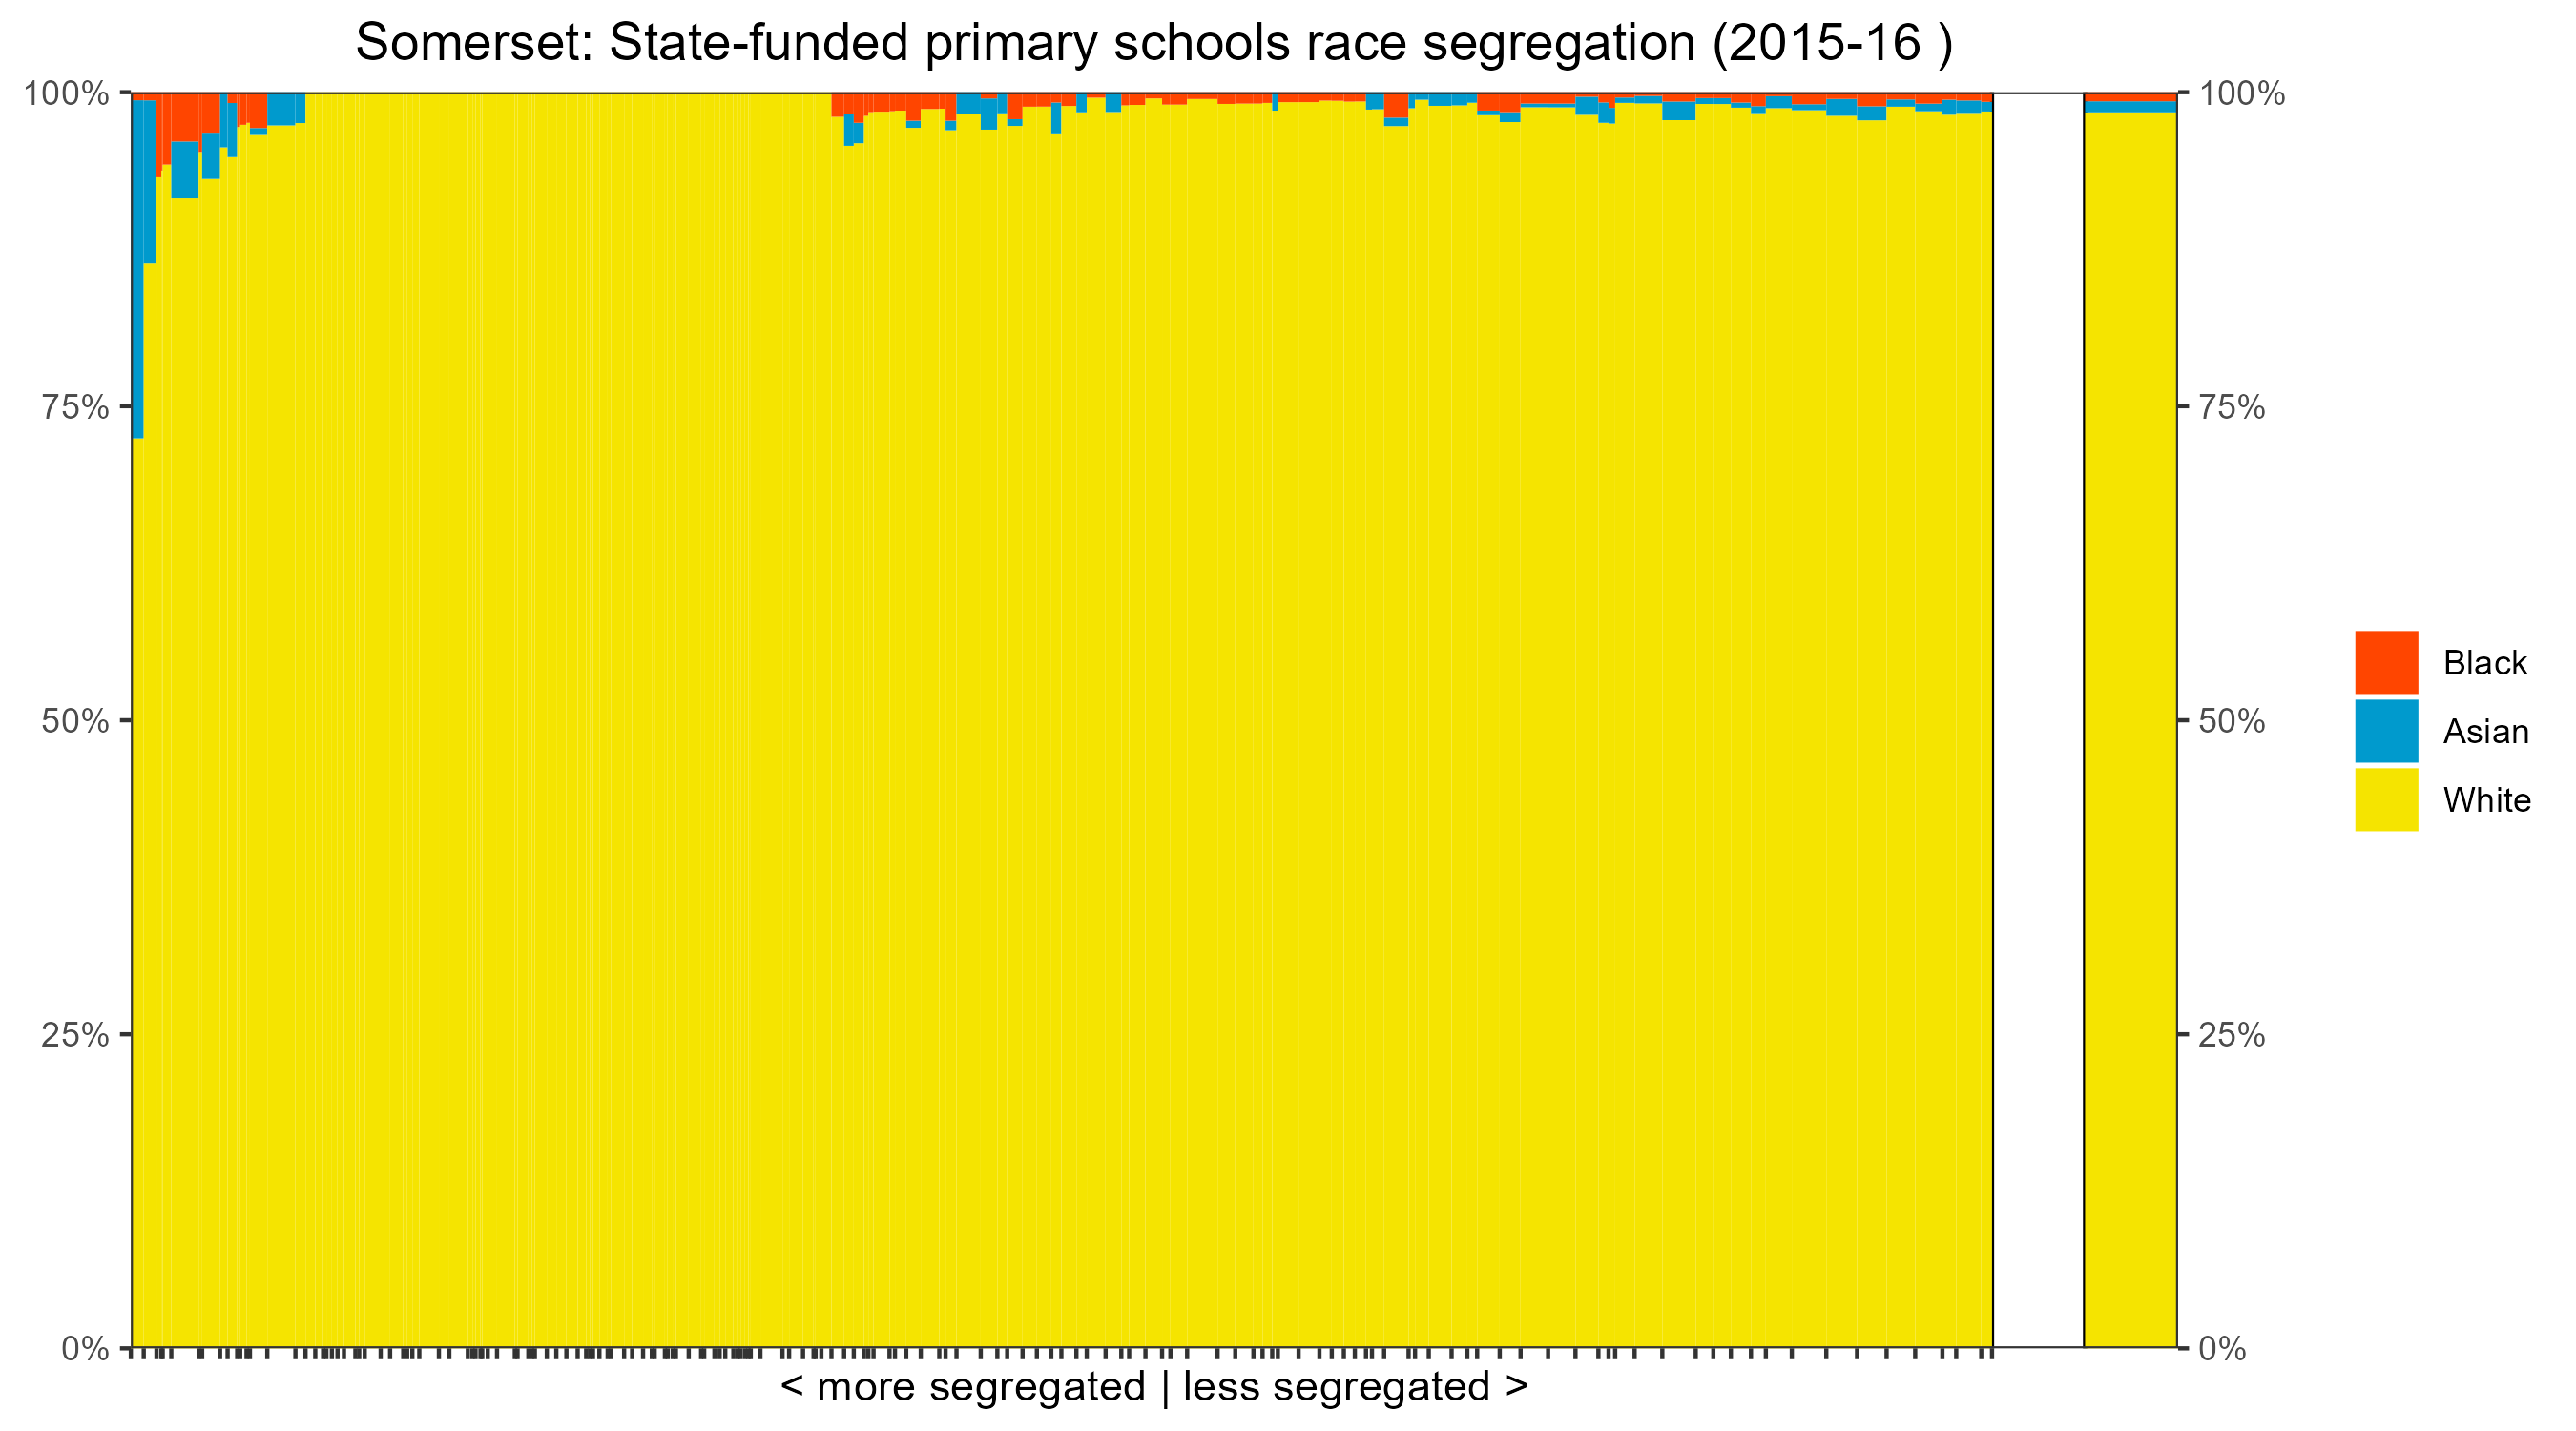 Somerset: State-funded primary schools race segregation (2015-16 )
100%
75%
50%
25%
0%
100%
75%
50%
25%
0%
Black
Asian
White
< more segregated | less segregated >